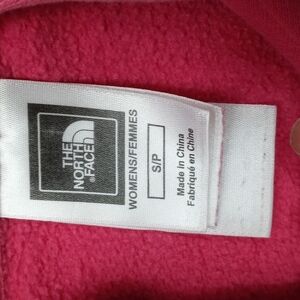 THE
NORTH
FACE®
WOMENS/FEMMES
S/P
Made in China
Fabriqué en Chine